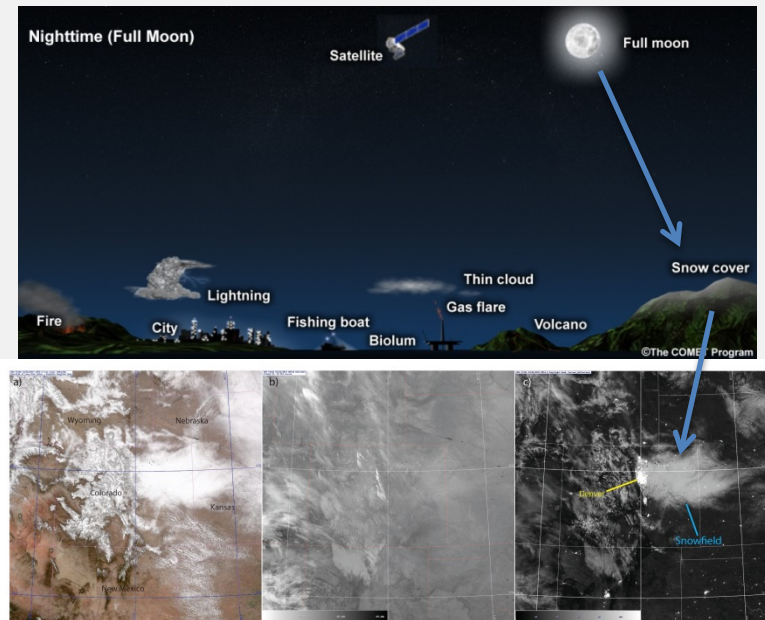 Nighttime (Full Moon)
Satellite
Full moon
Snow cover
Thin cloud
Lightning
Gas flare
Fire
City
Fishing boat
Volcano
Biolum
©The COMET Program
a)
Wyoming
Nebraska
Colorado
Kansas
New Mexico
b)
c)
Denver
Snowfield